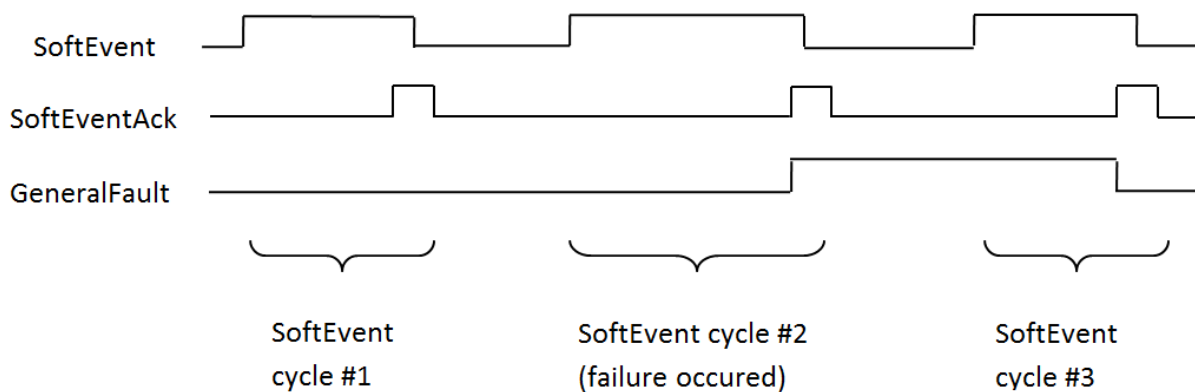 SoftEvent
SoftEventAck
GeneralFault
SoftEvent
cycle #1
SoftEvent cycle #2
(failure occured)
SoftEvent
cycle #3